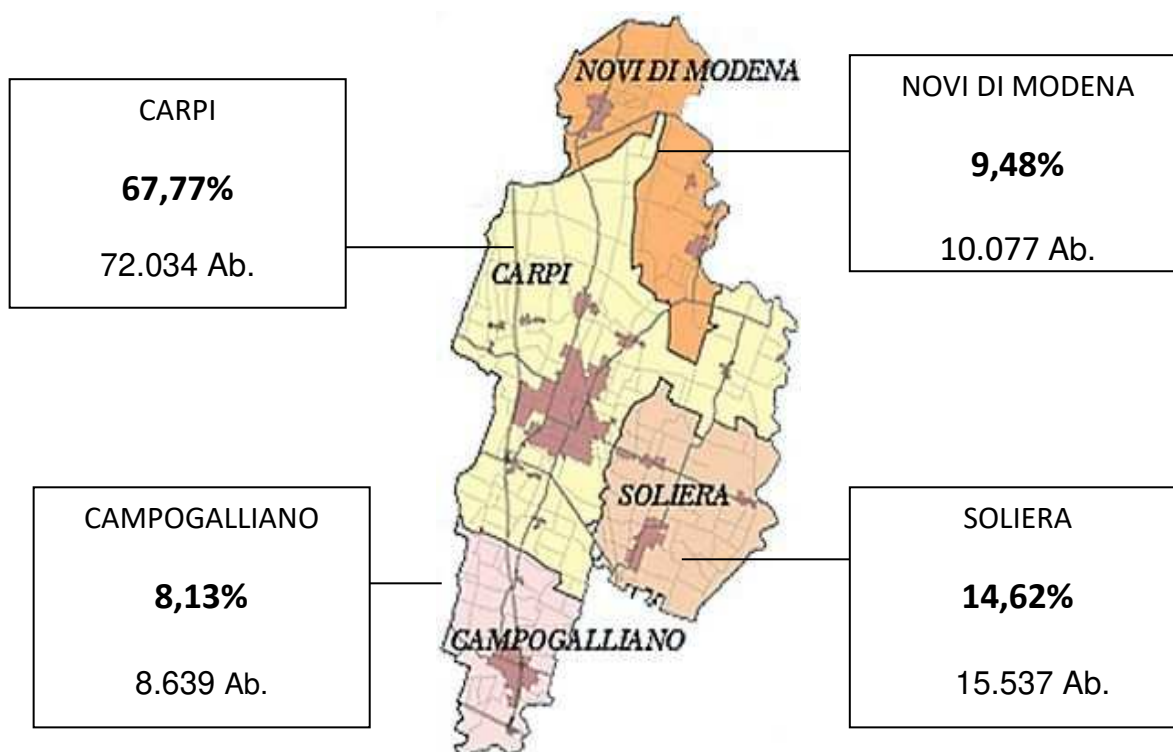 NOVI DI MODENA
CARPI
67,77%
72.034 Ab.
NOVI DI MODENA
9,48%
10.077 Ab.
CARPI
SOLIERA
CAMPOGALLIANO
8,13%
8.639 Ab.
CAMPOGALLIANO
SOLIERA
14,62%
15.537 Ab.